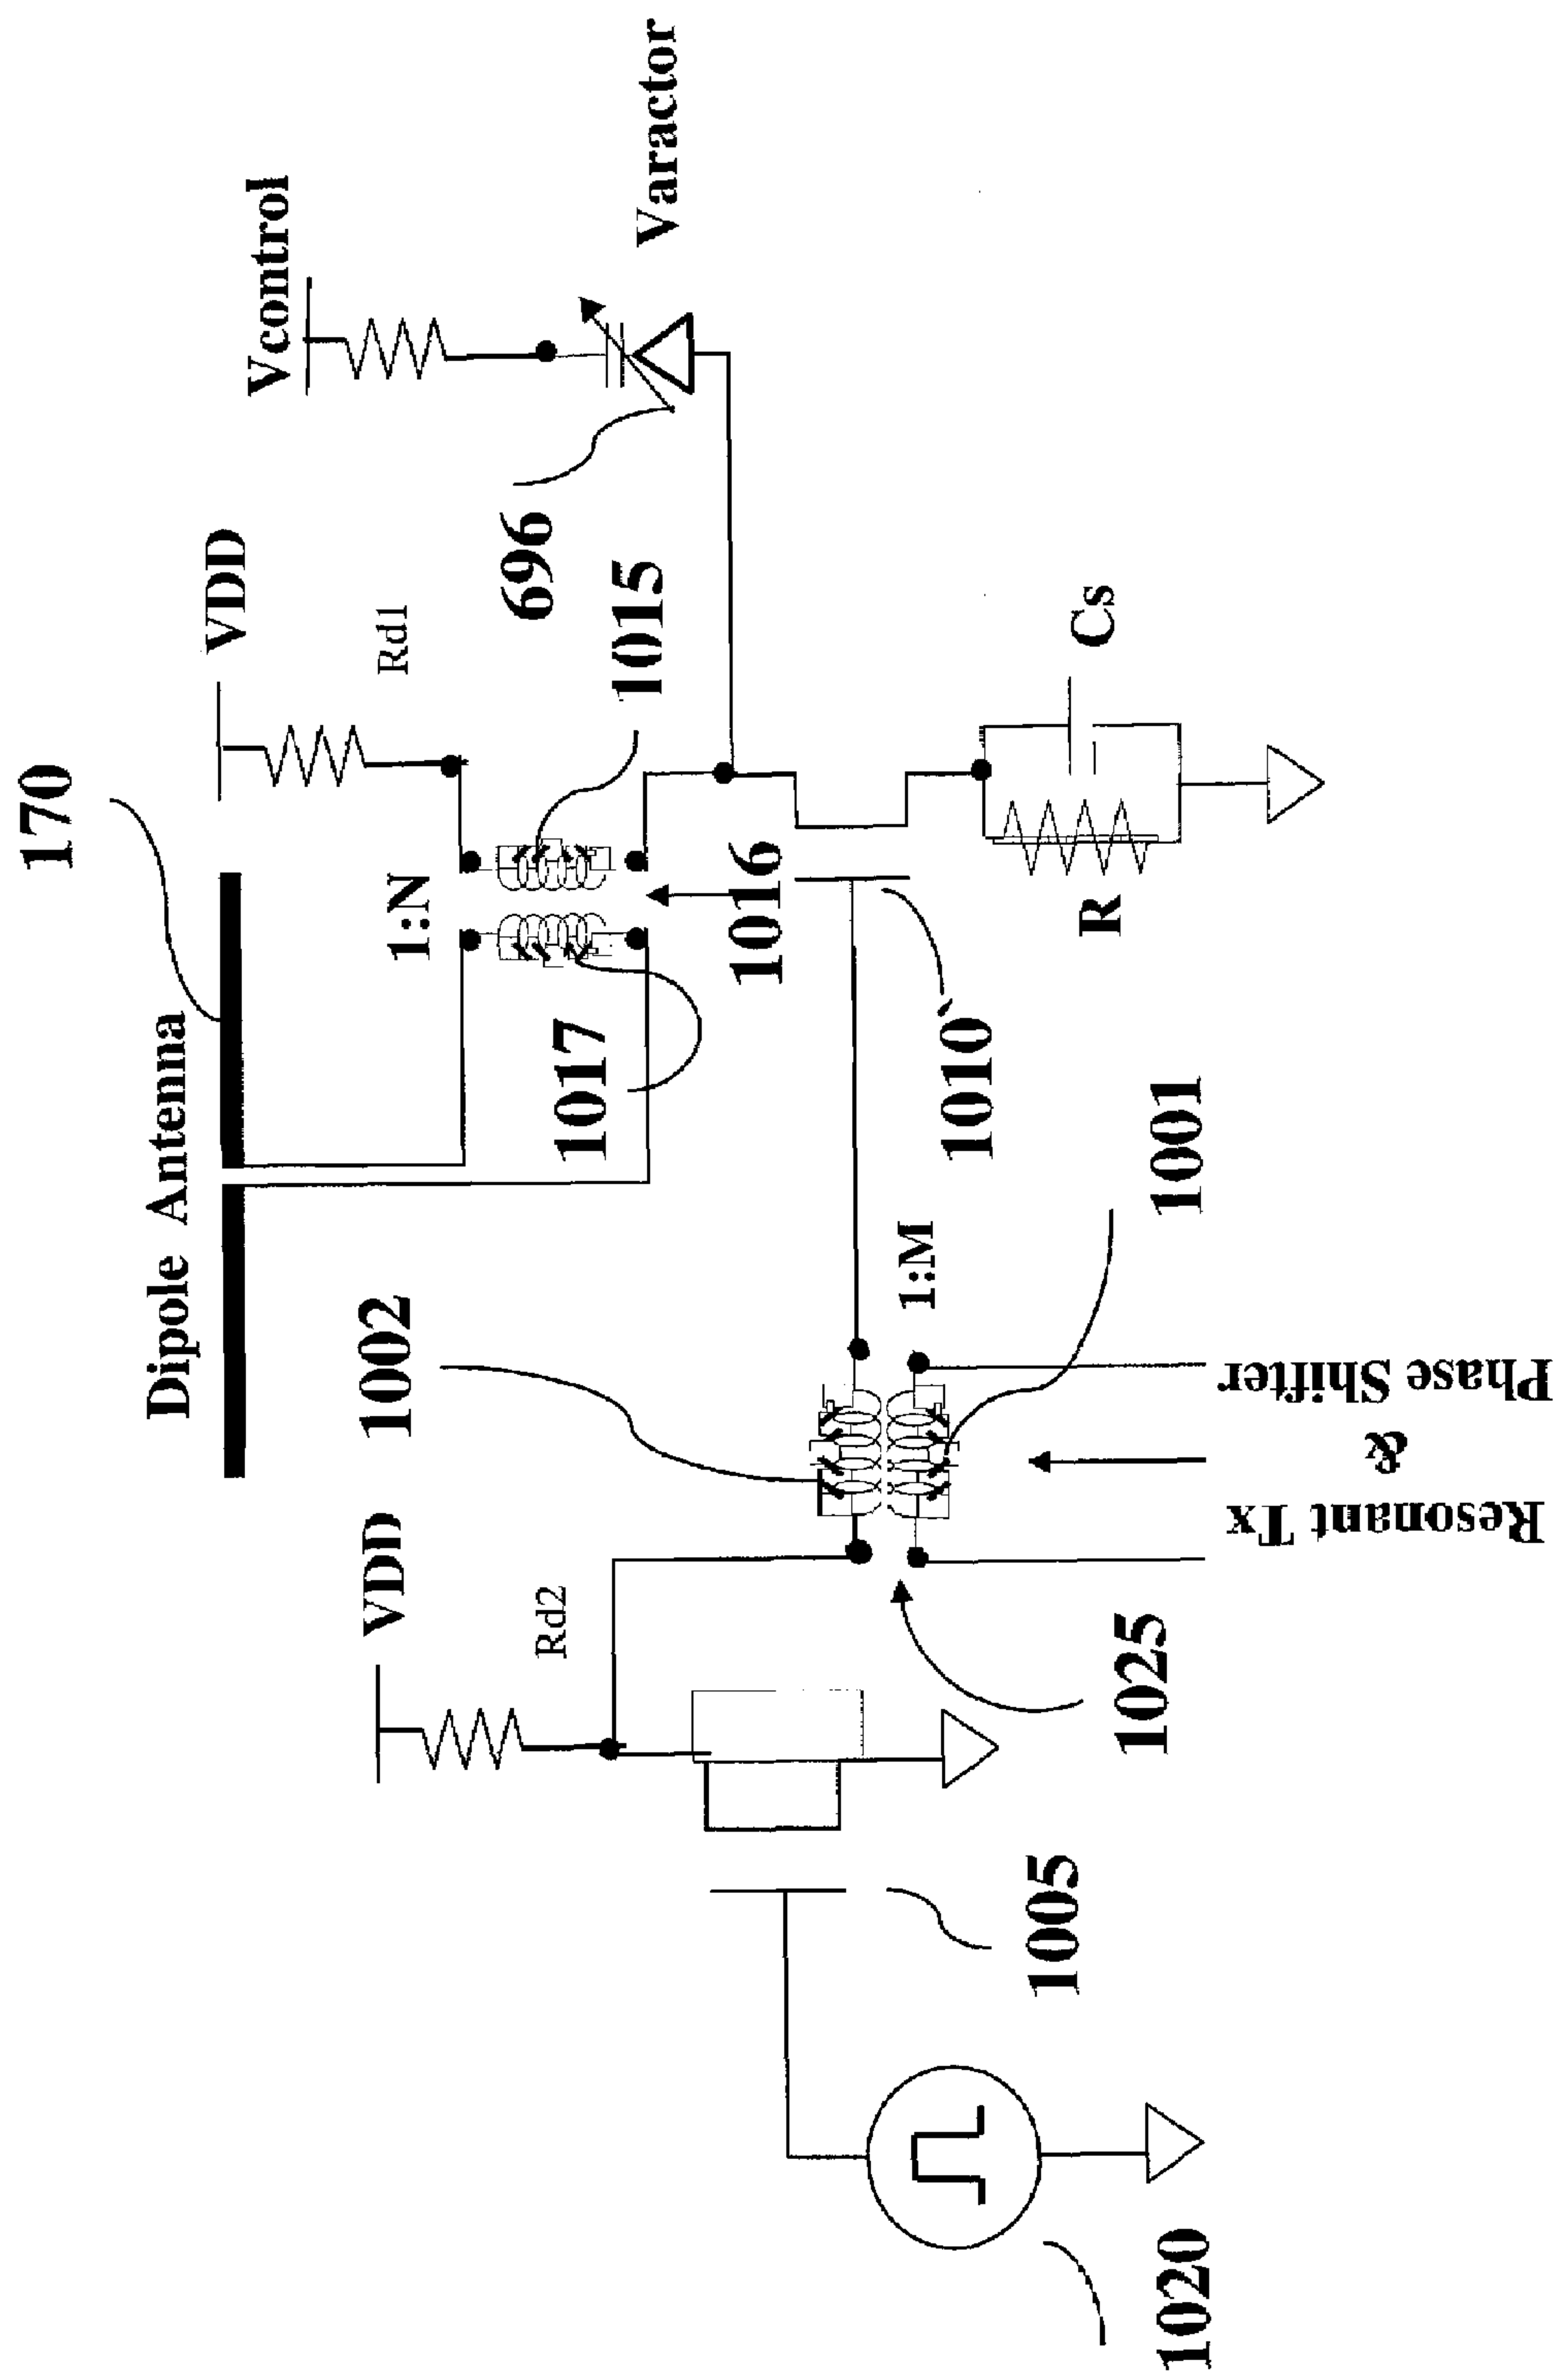 170
Dipole Antenna
VDD
Rd1
Vcontrol
Varactor
1:N
696
1015
1017
1016
1002
VDD
Rd2
1010`
1:M
1001
R
Cs
1025
Resonant Tx
&
Phase Shifter
1005
1020